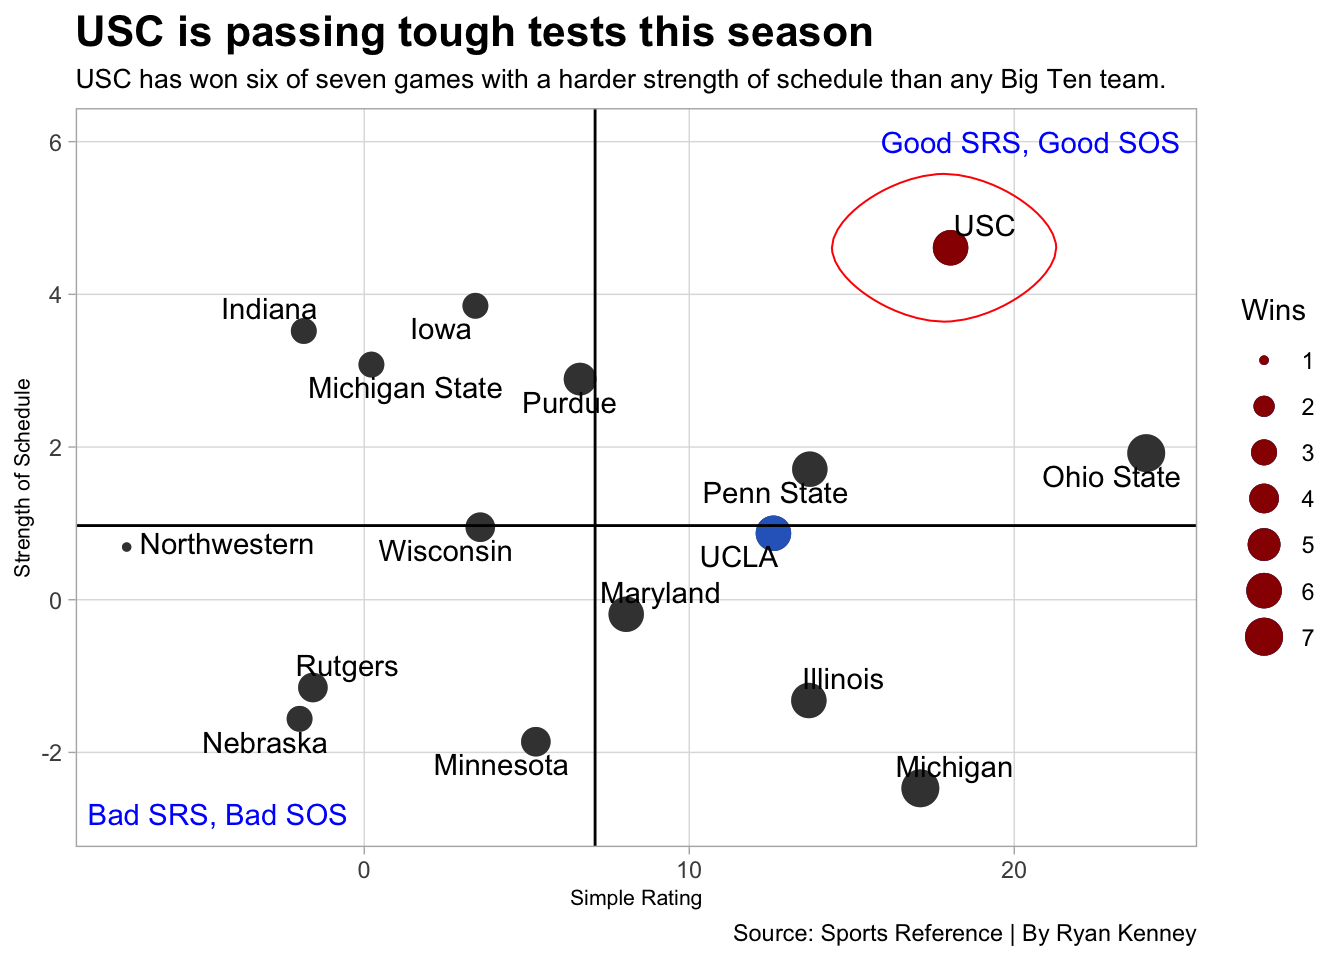 USC is passing tough tests this season
USC has won six of seven games with a harder strength of schedule than any Big Ten team.
Good SRS, Good SOS
USC
Indiana
Iowa
Michigan State
Purdue
Ohio State
Penn State
Northwestern
Wisconsin
UCLA
Maryland
Rutgers
Illinois
Nebraska
Minnesota
Michigan
Bad SRS, Bad SOS
6
4
2
0
-2
Strength of Schedule
0
10
20
Simple Rating
Wins
1
2
3
4
5
6
7
Source: Sports Reference | By Ryan Kenney